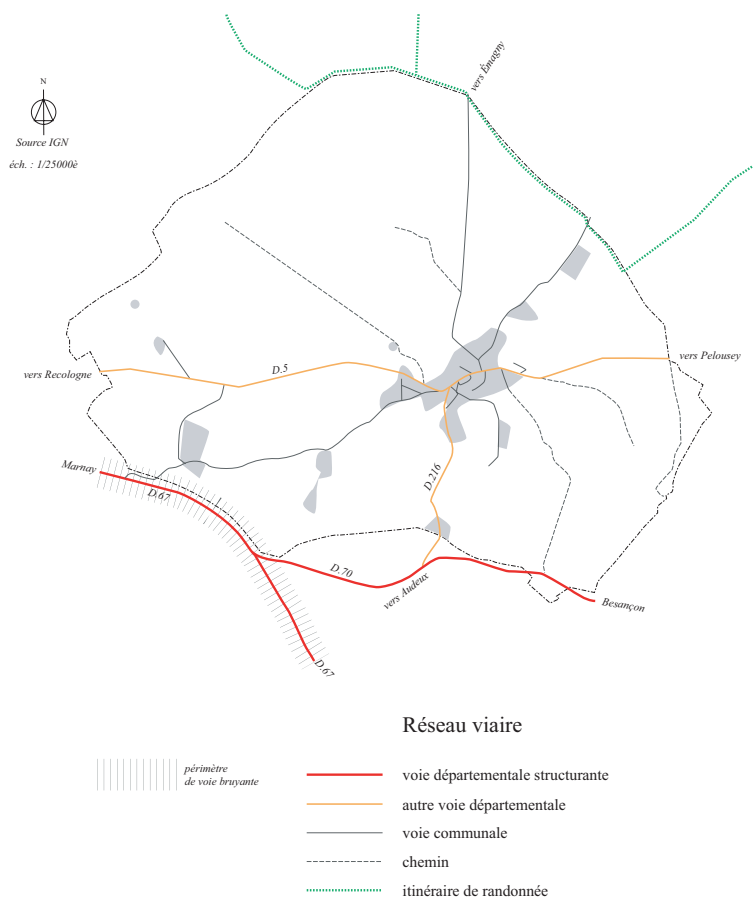 vers Émagny
N
Source IGN
éch. : 1/25000è
vers Recologne
D.5
vers Pelousey
Marnay
D.67
D.216
D.70
vers Audeux
Besançon
D.67
Réseau viaire
périmètre
de voie bruyante
voie départementale structurante
autre voie départementale
voie communale
chemin
itinéraire de randonnée